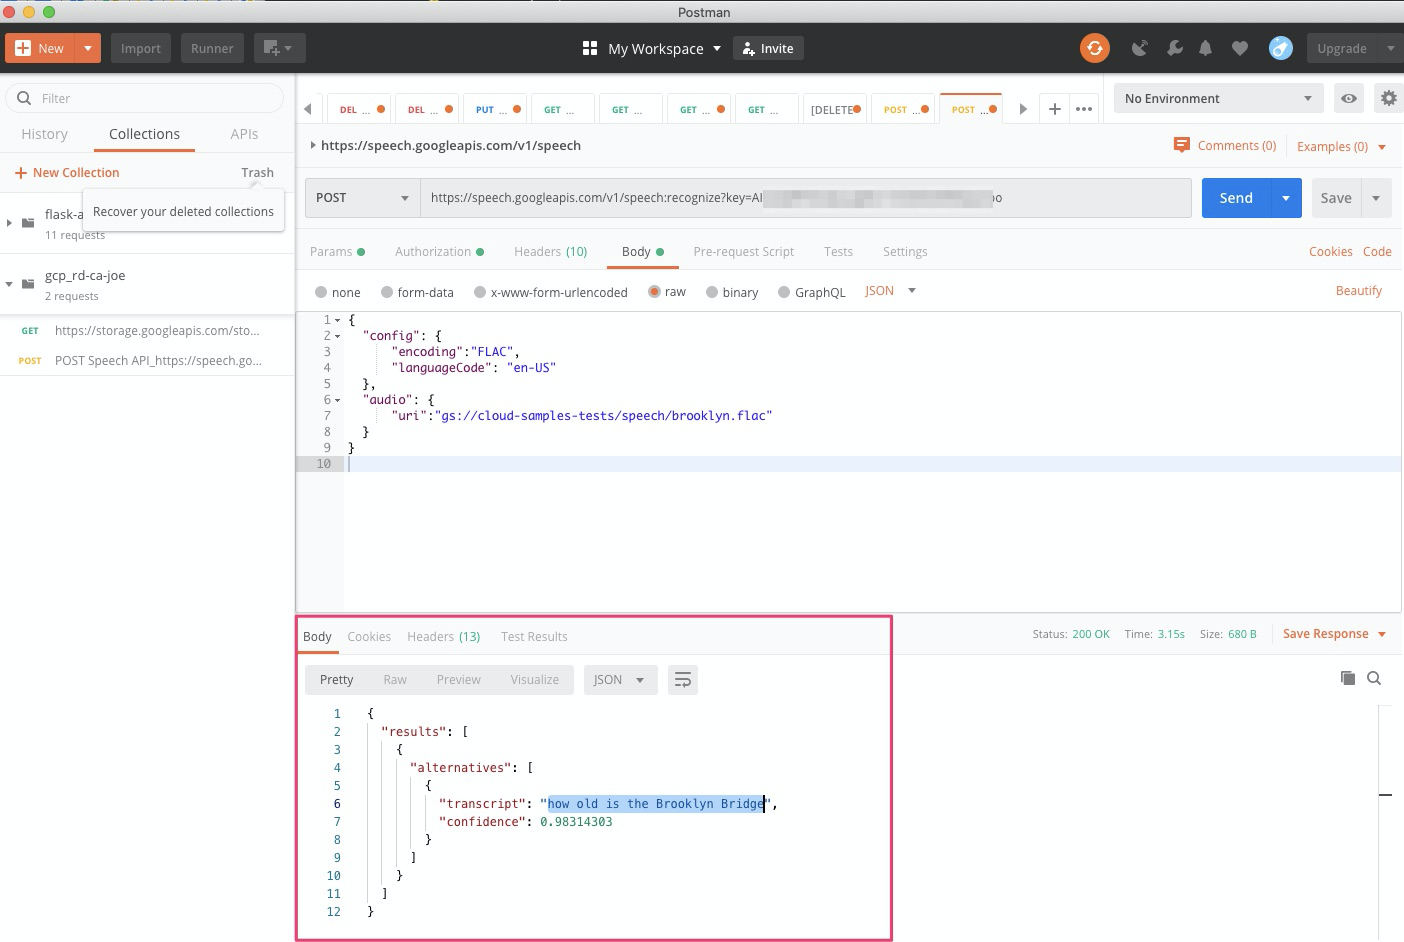 Postman
New
Import
Runner
My Workspace
Invite
Upgrade
Filter
DEL ...
DEL ...
PUT ...
GET ...
GET ...
GET ...
GET ...
[DELETE
POST ...
POST ...
No Environment
History
Collections
APIs
https://speech.googleapis.com/v1/speech
Comments (0)
Examples (0)
New Collection
Trash
Recover your deleted collections
flask-a
11 requests
gcp_rd-ca-joe
2 requests
GET https://storage.googleapis.com/sto...
POST POST Speech API_https://speech.go...
POST
https://speech.googleapis.com/v1/speech:recognize?key=AI
oo
Send
Save
Params
Authorization
Headers (10)
Body
Pre-request Script
Tests
Settings
Cookies Code
none
form-data
x-www-form-urlencoded
raw
binary
GraphQL
JSON
Beautify
1 {
2 "config": {
3 "encoding":"FLAC",
4 "languageCode": "en-US"
5 },
6 "audio": {
7 "uri":"gs://cloud-samples-tests/speech/brooklyn.flac"
8 }
9 }
10
Body
Cookies
Headers (13)
Test Results
Status: 200 OK
Time: 3.15s
Size: 680 B
Save Response
Pretty
Raw
Preview
Visualize
JSON
1 {
2 "results": [
3 {
4 "alternatives": [
5 {
6 "transcript": "how old is the Brooklyn Bridge",
7 "confidence": 0.98314303
8 }
9 ]
10 }
11 ]
12 }